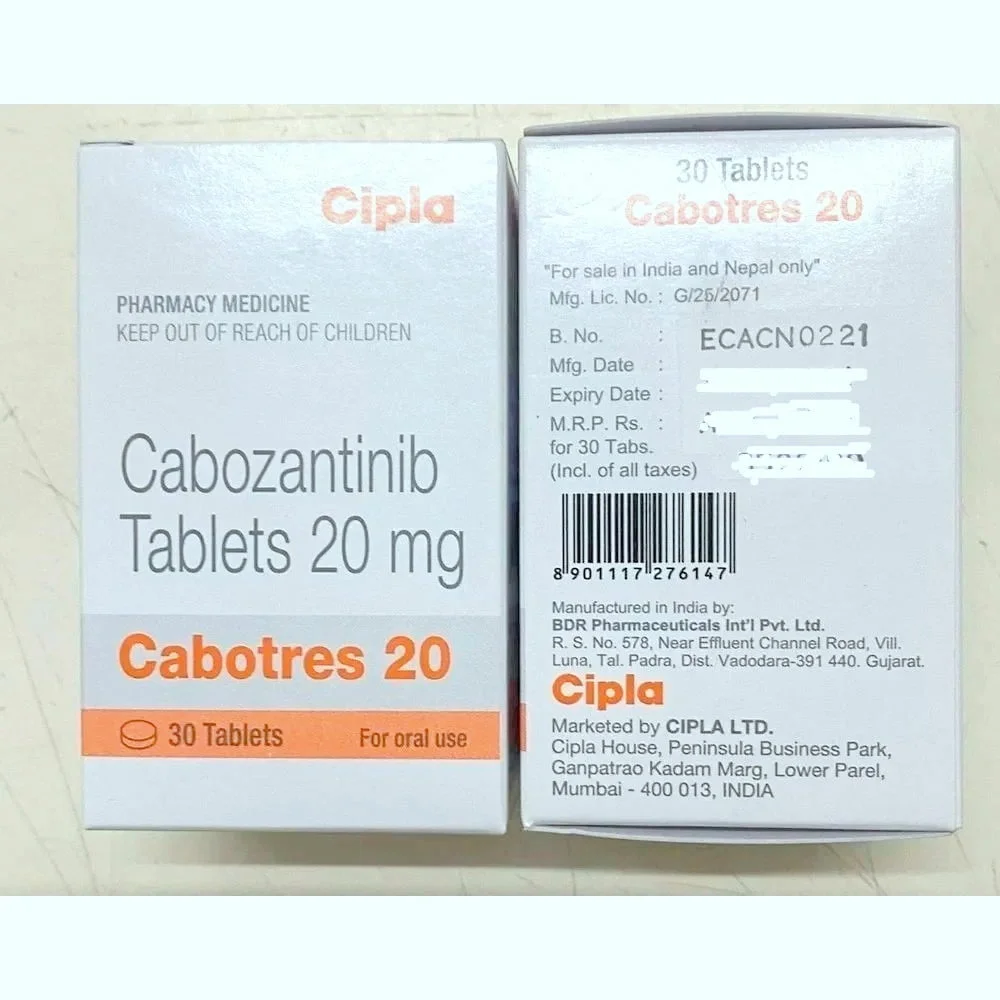 Cipla
PHARMACY MEDICINE
KEEP OUT OF REACH OF CHILDREN
Cabozantinib
Tablets 20 mg
Cabotres 20
30 Tablets
For oral use
30 Tablets
Cabotres 20
"For sale in India and Nepal only"
Mfg. Lic. No. : G/25/2071
B. No. : ECACN0221
Mfg. Date :
Expiry Date :
M.R.P. Rs. :
for 30 Tabs.
(Incl. of all taxes)
8 901117 276147
Manufactured in India by:
BDR Pharmaceuticals Int'l Pvt. Ltd.
R. S. No. 578, Near Effluent Channel Road, Vill.
Luna, Tal. Padra, Dist. Vadodara-391 440. Gujarat.
Cipla
Marketed by CIPLA LTD.
Cipla House, Peninsula Business Park,
Ganpatrao Kadam Marg, Lower Parel,
Mumbai - 400 013, INDIA